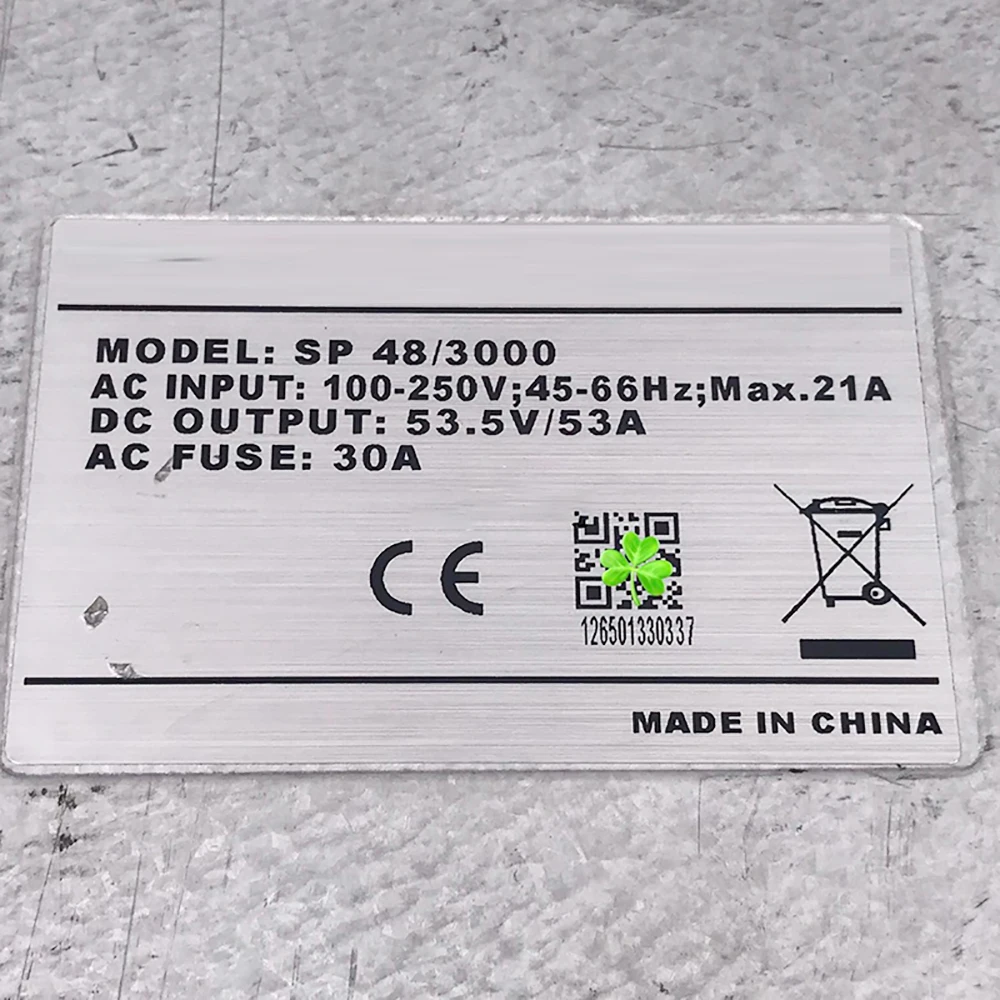 MODEL: SP 48/3000
AC INPUT: 100-250V;45-66Hz;Max.21A
DC OUTPUT: 53.5V/53A
AC FUSE: 30A
CE
126501330337
MADE IN CHINA